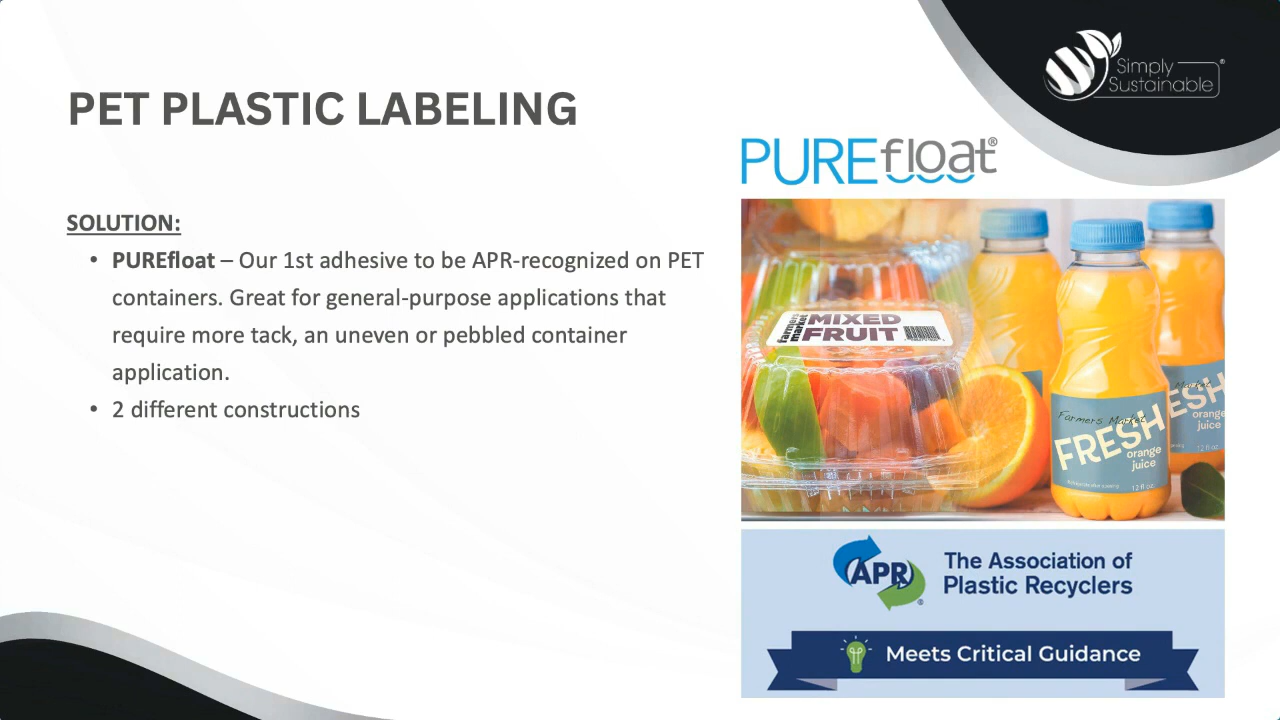 Simply
Sustainable®
PET PLASTIC LABELING
PUREfloat®
SOLUTION:
• PUREfloat – Our 1st adhesive to be APR-recognized on PET
containers. Great for general-purpose applications that
require more tack, an uneven or pebbled container
application.
• 2 different constructions
farmers
market
MIXED
FRUIT
Farmers Market
FRESH
orange
juice
12 fl oz
Market
ESH
orange
juice
12 fl oz
APR®
The Association of
Plastic Recyclers
Meets Critical Guidance